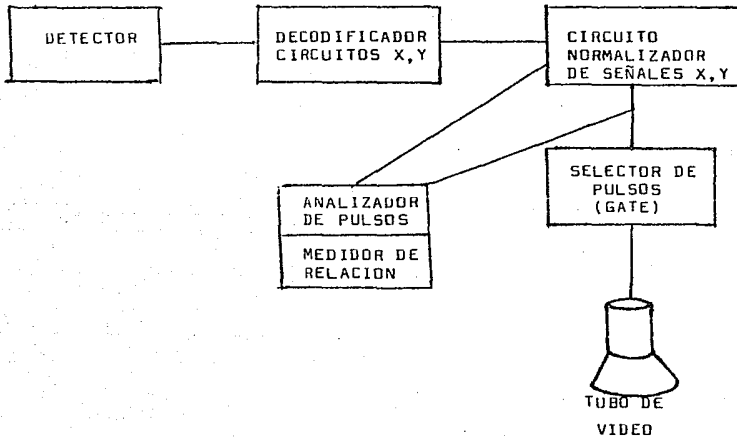 DETECTOR
DECODIFICADOR
CIRCUITOS X,Y
CIRCUITO
NORMALIZADOR
DE SEÑALES X,Y
SELECTOR DE
PULSOS
(GATE)
ANALIZADOR
DE PULSOS
MEDIDOR DE
RELACION
TUBO DE
VIDEO